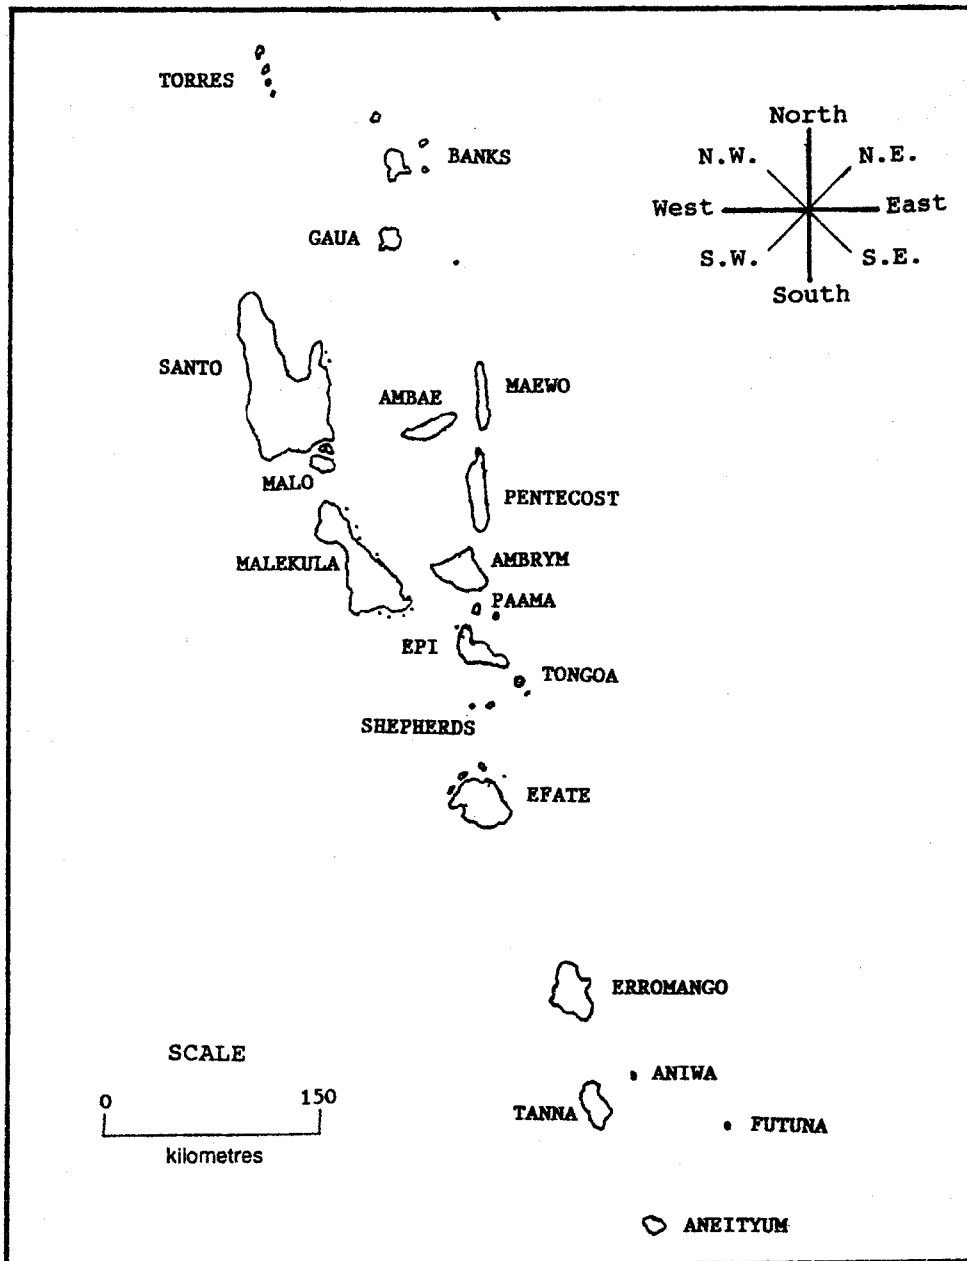 TORRES
North
N.W.
N.E.
BANKS
West
East
GAUA
S.W.
S.E.
South
SANTO
MAEWO
AMBAE
MALO
PENTECOST
MALEKULA
AMBRYM
PAAMA
EPI
TONGOA
SHEPHERDS
EFATE
ERROMANGO
SCALE
0
150
kilometres
ANIWA
TANNA
FUTUNA
ANEITYUM